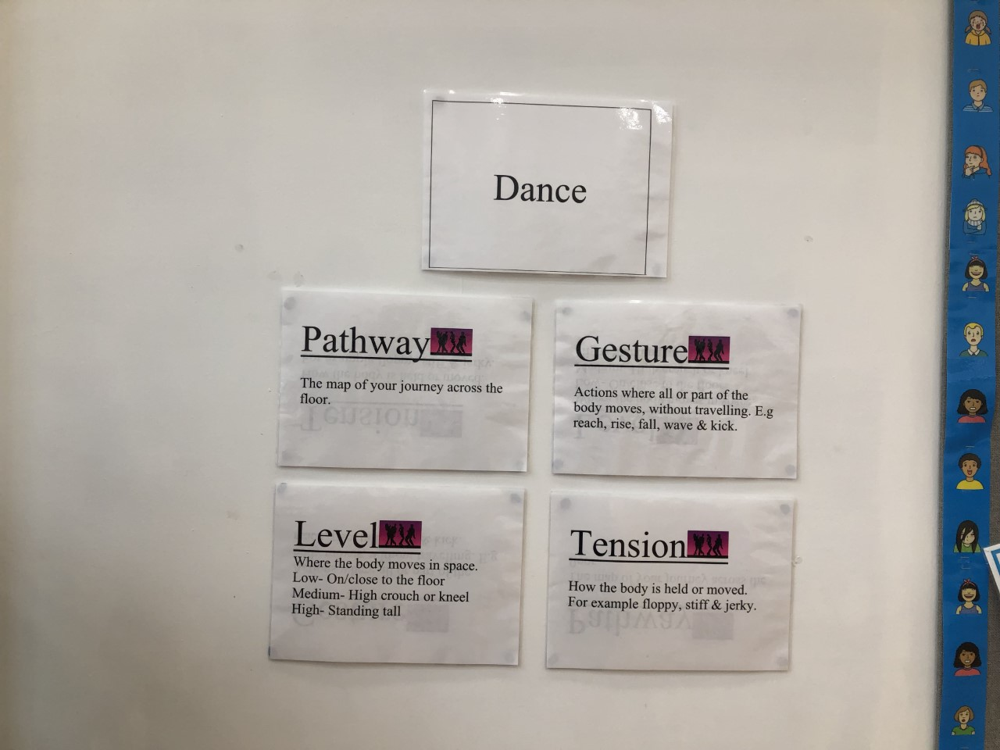 Dance
Pathway
The map of your journey across the
floor.
Gesture
Actions where all or part of the
body moves, without travelling. E.g
reach, rise, fall, wave & kick.
Level
Where the body moves in space.
Low- On/close to the floor
Medium- High crouch or kneel
High- Standing tall
Tension
How the body is held or moved.
For example floppy, stiff & jerky.